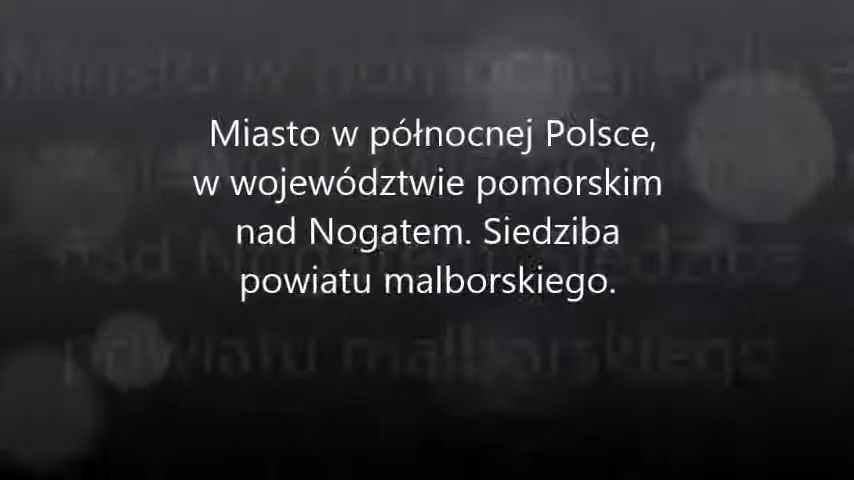 Miasto w północnej Polsce,
w województwie pomorskim
nad Nogatem. Siedziba
powiatu malborskiego.